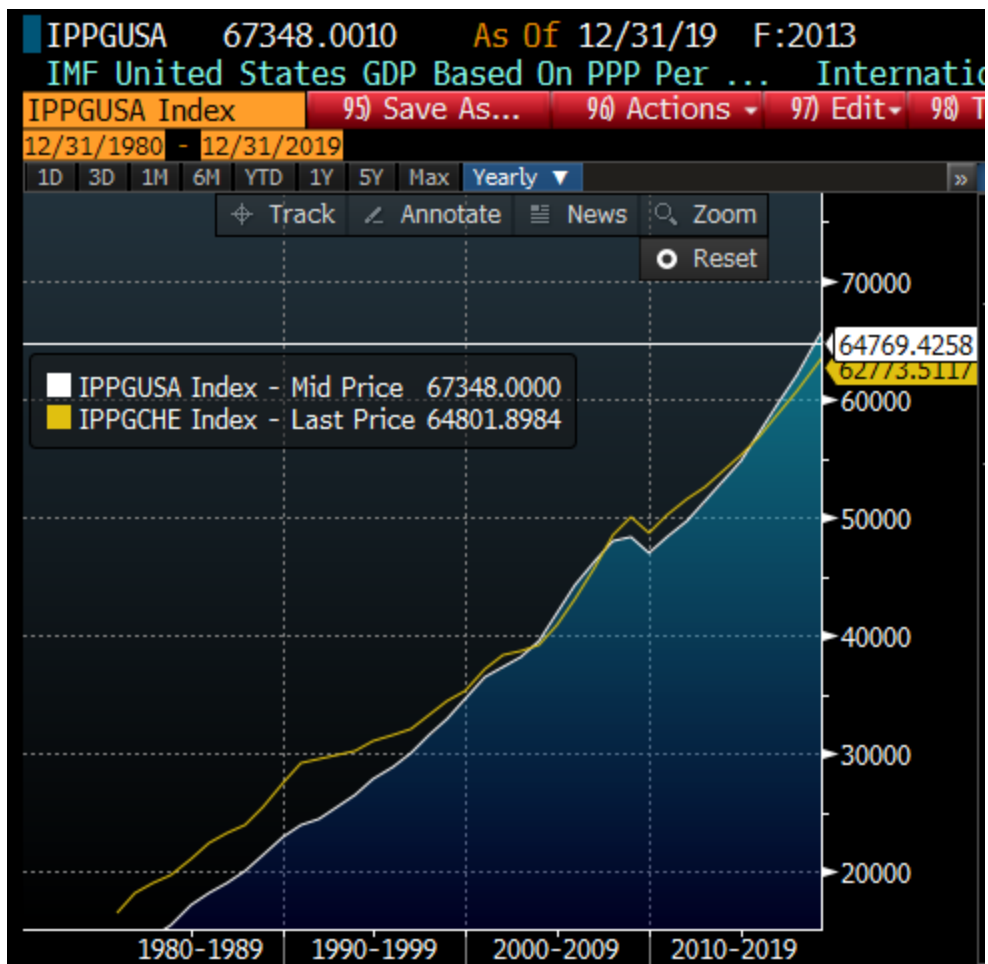 IPPGUSA 67348.0010 As Of 12/31/19 F:2013
IMF United States GDP Based On PPP Per ... Internatio
IPPGUSA Index 95) Save As... 96) Actions 97) Edit 98) T
12/31/1980 - 12/31/2019
1D 3D 1M 6M YTD 1Y 5Y Max Yearly ▼ »
Track Annotate News Zoom
Reset
70000
64769.4258
62773.5117
IPPGUSA Index - Mid Price 67348.0000
IPPGCHE Index - Last Price 64801.8984
60000
50000
40000
30000
20000
1980-1989 1990-1999 2000-2009 2010-2019